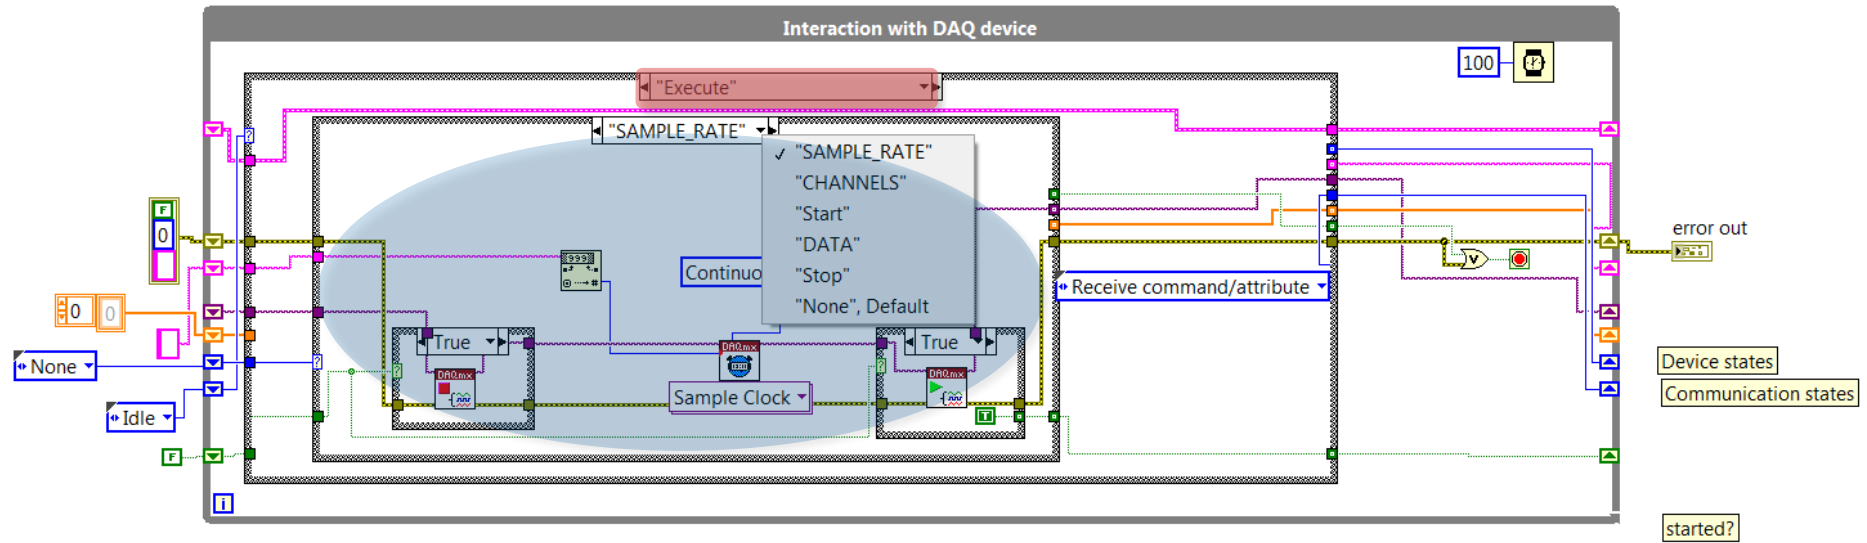 Interaction with DAQ device
100
"Execute"
"SAMPLE_RATE"
"SAMPLE_RATE"
"CHANNELS"
"Start"
"DATA"
"Stop"
"None", Default
?
F
0
error out
999
Continuo
V
Receive command/attribute
0
0
True
True
None
?
DAQmx
Device states
?
?
DAQmx
DAQmx
Communication states
Idle
Sample Clock
T
F
i
started?